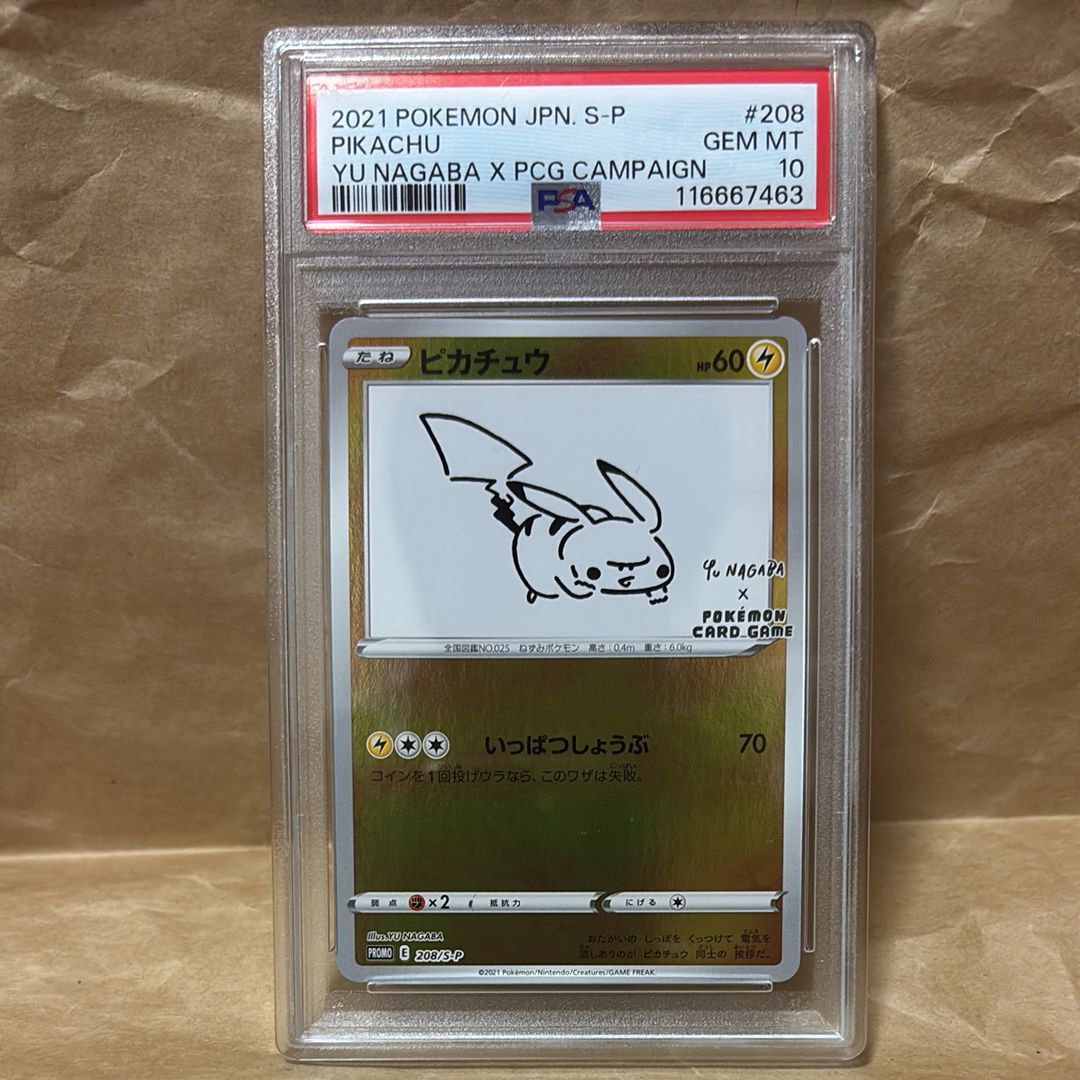 2021 POKEMON JPN. S-P #208
PIKACHU GEM MT
YU NAGABA X PCG CAMPAIGN 10
PSA 116667463
たね ピカチュウ HP60
YU NAGABA
X
POKÉMON
CARD GAME
全国図鑑NO.025 ねずみポケモン 高さ:0.4m 重さ:6.0kg
いっぱつしょうぶ 70
コインを1回投げウラなら、このワザは失敗。
弱点 ×2 抵抗力 にげる
Illus.YU NAGABA
PROMO E 208/S-P
おたがいの しっぽを くっつけて 電気を
流しあうのが ピカチュウ 同士の 挨拶だ。
©2021 Pokémon/Nintendo/Creatures/GAME FREAK.